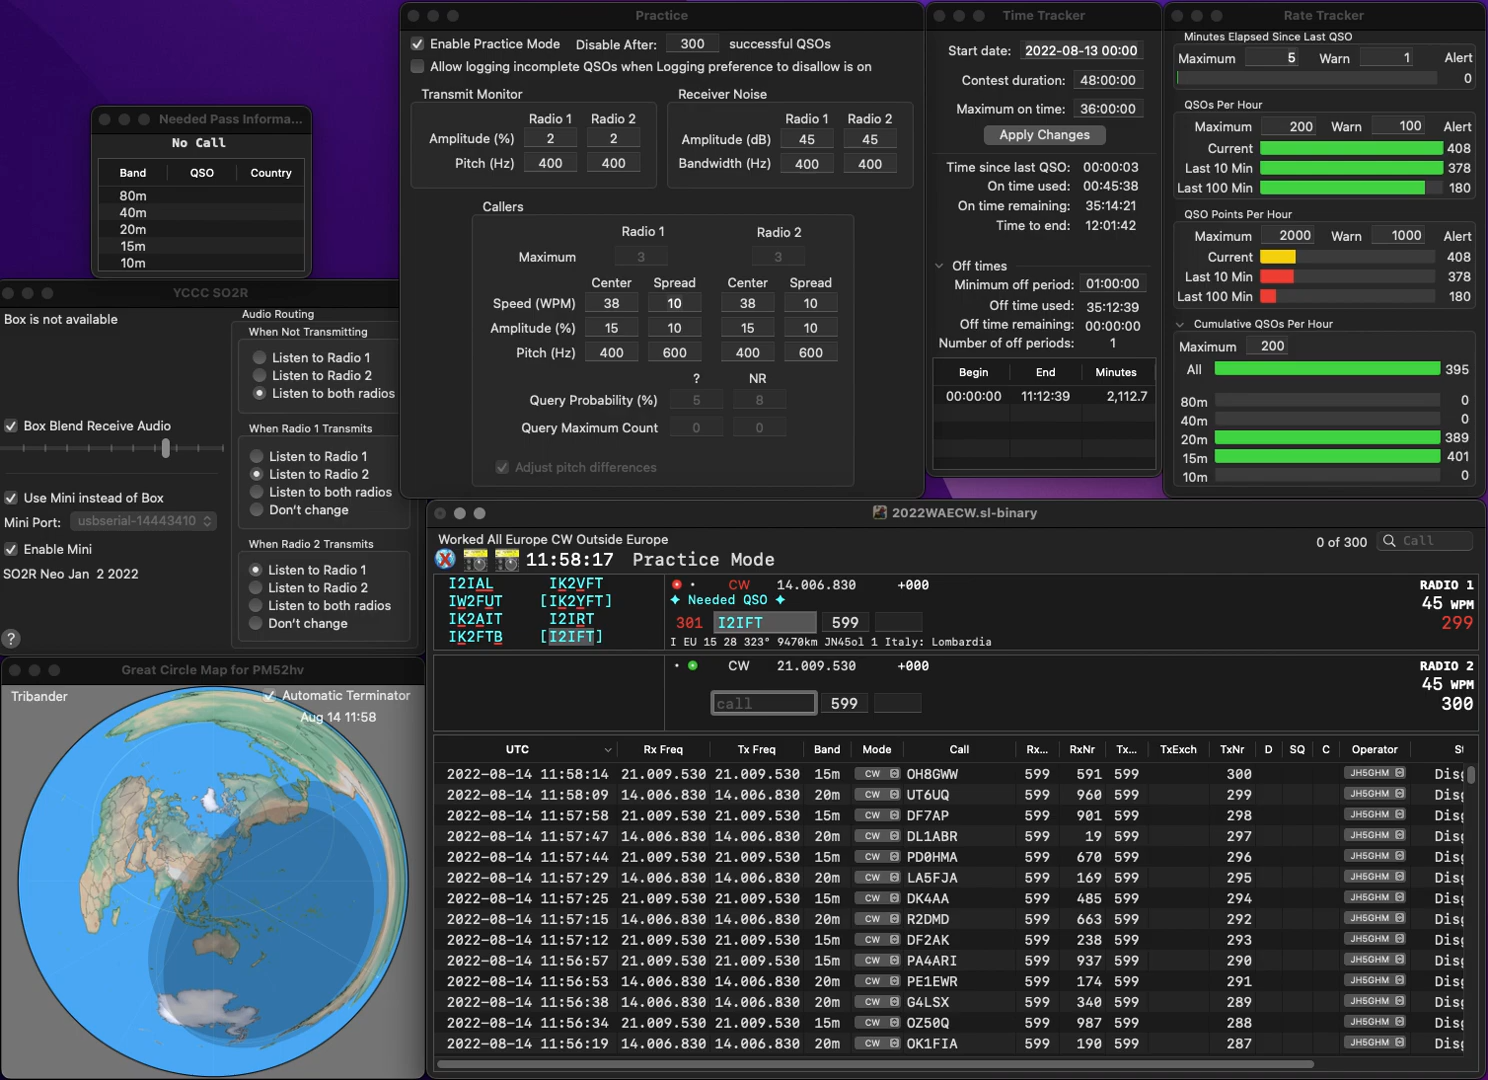 Practice
Enable Practice Mode Disable After: 300 successful QSOs
Allow logging incomplete QSOs when Logging preference to disallow is on
Transmit Monitor
Radio 1 Radio 2
Amplitude (%) 2 2
Pitch (Hz) 400 400
Receiver Noise
Radio 1 Radio 2
Amplitude (dB) 45 45
Bandwidth (Hz) 400 400
Callers
Radio 1 Radio 2
Maximum 3 3
Center Spread Center Spread
Speed (WPM) 38 10 38 10
Amplitude (%) 15 10 15 10
Pitch (Hz) 400 600 400 600
? NR
Query Probability (%) 5 8
Query Maximum Count 0 0
Adjust pitch differences
Time Tracker
Start date: 2022-08-13 00:00
Contest duration: 48:00:00
Maximum on time: 36:00:00
Apply Changes
Time since last QSO: 00:00:03
On time used: 00:45:38
On time remaining: 35:14:21
Time to end: 12:01:42
Off times
Minimum off period: 01:00:00
Off time used: 35:12:39
Off time remaining: 00:00:00
Number of off periods: 1
Begin End Minutes
00:00:00 11:12:39 2,112.7
Rate Tracker
Minutes Elapsed Since Last QSO
Maximum 5 Warn 1 Alert
0
QSOs Per Hour
Maximum 200 Warn 100 Alert
Current 408
Last 10 Min 378
Last 100 Min 180
QSO Points Per Hour
Maximum 2000 Warn 1000 Alert
Current 408
Last 10 Min 378
Last 100 Min 180
Cumulative QSOs Per Hour
Maximum 200
All 395
80m 0
40m 0
20m 389
15m 401
10m 0
Needed Pass Informa...
No Call
Band QSO Country
80m
40m
20m
15m
10m
YCCC SO2R
Box is not available
Box Blend Receive Audio
Use Mini instead of Box
Mini Port: usbserial-14443410
Enable Mini
SO2R Neo Jan 2 2022
?
Audio Routing
When Not Transmitting
Listen to Radio 1
Listen to Radio 2
Listen to both radios
When Radio 1 Transmits
Listen to Radio 1
Listen to Radio 2
Listen to both radios
Don't change
When Radio 2 Transmits
Listen to Radio 1
Listen to Radio 2
Listen to both radios
Don't change
Great Circle Map for PM52hv
Tribander
Automatic Terminator
Aug 14 11:58
2022WAECW.sl-binary
Worked All Europe CW Outside Europe
0 of 300 Call
11:58:17 Practice Mode
I2IAL IK2VFT
IW2FUT [IK2YFT]
IK2AIT I2IRT
IK2FTB [I2IFT]
CW 14.006.830 +000 RADIO 1
Needed QSO 45 WPM
301 I2IFT 599 299
I EU 15 28 323° 9470km JN45ol 1 Italy: Lombardia
CW 21.009.530 +000 RADIO 2
45 WPM
call 599 300
UTC Rx Freq Tx Freq Band Mode Call Rx... RxNr Tx... TxExch TxNr D SQ C Operator
2022-08-14 11:58:14 21.009.530 21.009.530 15m CW OH8GWW 599 591 599 300 JH5GHM
2022-08-14 11:58:09 14.006.830 14.006.830 20m CW UT6UQ 599 960 599 299 JH5GHM
2022-08-14 11:57:58 21.009.530 21.009.530 15m CW DF7AP 599 901 599 298 JH5GHM
2022-08-14 11:57:47 14.006.830 14.006.830 20m CW DL1ABR 599 19 599 297 JH5GHM
2022-08-14 11:57:44 21.009.530 21.009.530 15m CW PD0HMA 599 670 599 296 JH5GHM
2022-08-14 11:57:29 14.006.830 14.006.830 20m CW LA5FJA 599 169 599 295 JH5GHM
2022-08-14 11:57:25 21.009.530 21.009.530 15m CW DK4AA 599 485 599 294 JH5GHM
2022-08-14 11:57:15 14.006.830 14.006.830 20m CW R2DMD 599 663 599 292 JH5GHM
2022-08-14 11:57:12 21.009.530 21.009.530 15m CW DF2AK 599 238 599 293 JH5GHM
2022-08-14 11:56:57 14.006.830 14.006.830 20m CW PA4ARI 599 937 599 290 JH5GHM
2022-08-14 11:56:53 21.009.530 21.009.530 15m CW PE1EWR 599 174 599 291 JH5GHM
2022-08-14 11:56:38 14.006.830 14.006.830 20m CW G4LSX 599 340 599 289 JH5GHM
2022-08-14 11:56:34 21.009.530 21.009.530 15m CW OZ50Q 599 987 599 288 JH5GHM
2022-08-14 11:56:19 14.006.830 14.006.830 20m CW OK1FIA 599 190 599 287 JH5GHM